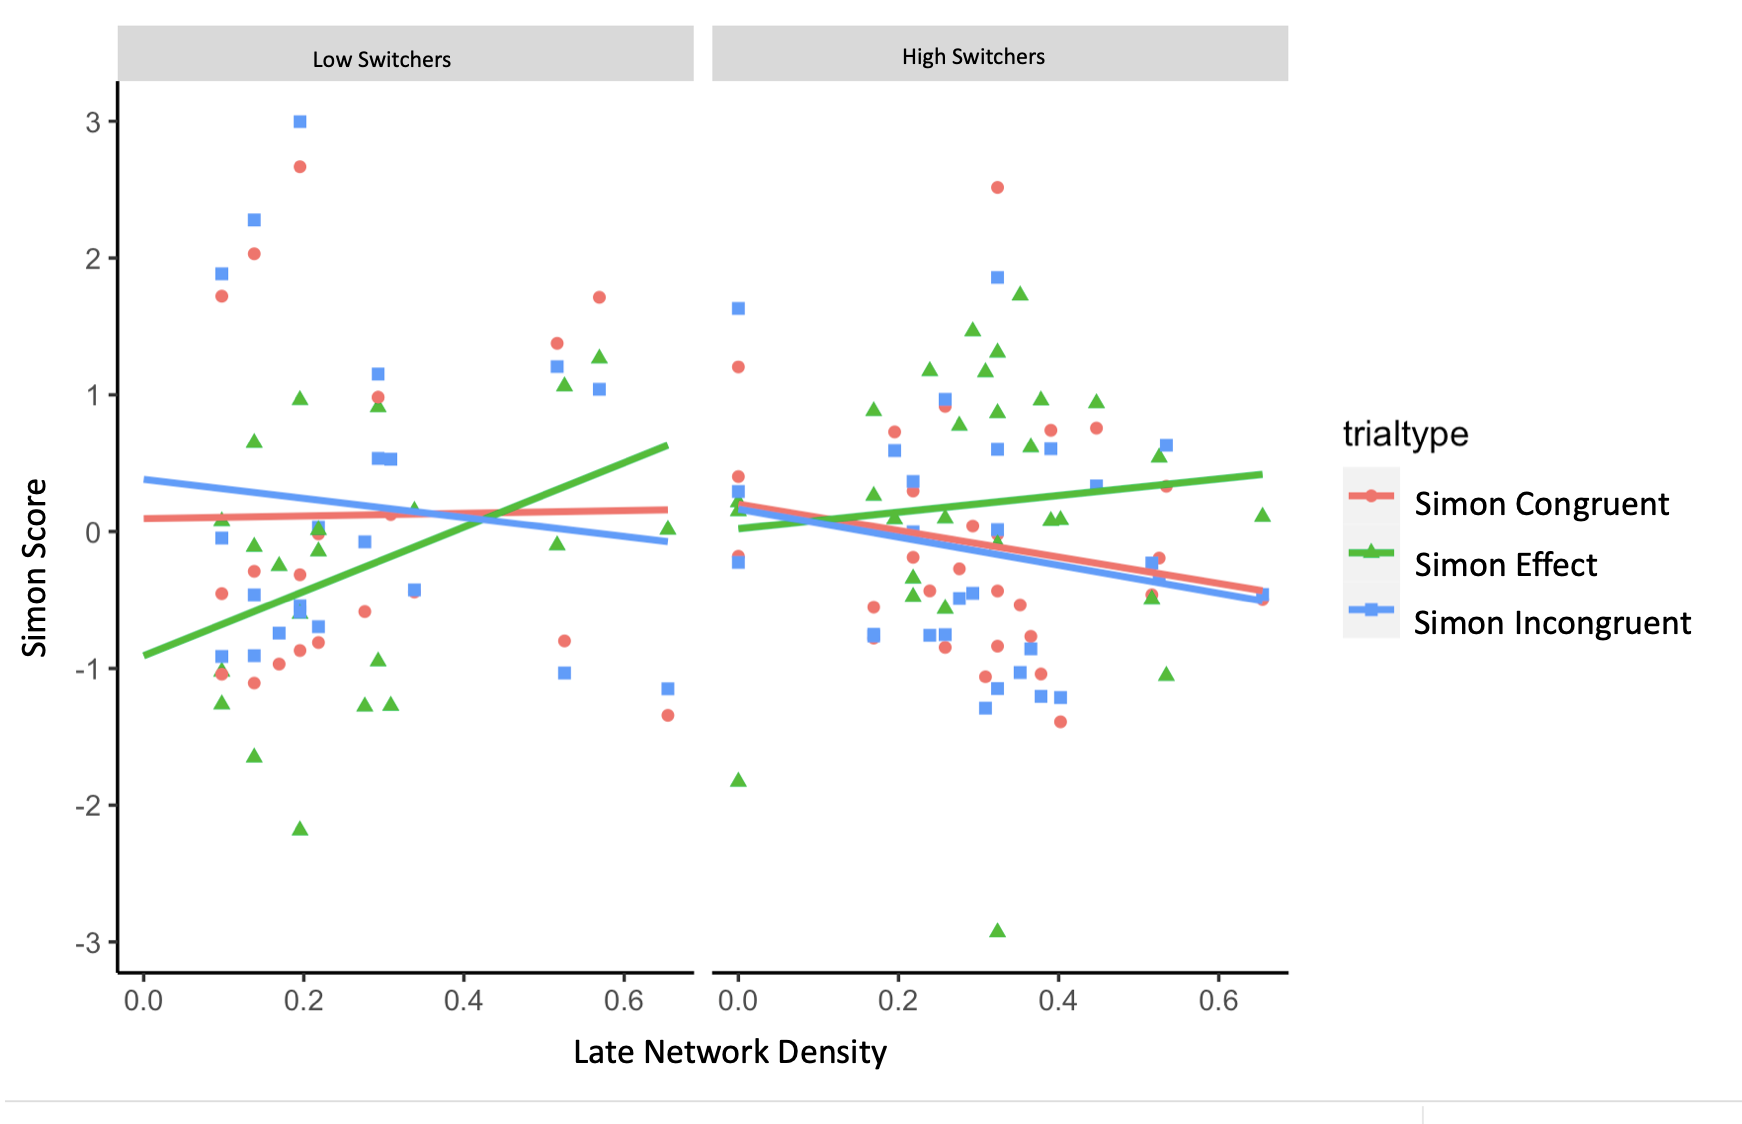 Low Switchers
High Switchers
3
2
1
0
-1
-2
-3
Simon Score
0.0
0.2
0.4
0.6
0.0
0.2
0.4
0.6
Late Network Density
trialtype
Simon Congruent
Simon Effect
Simon Incongruent